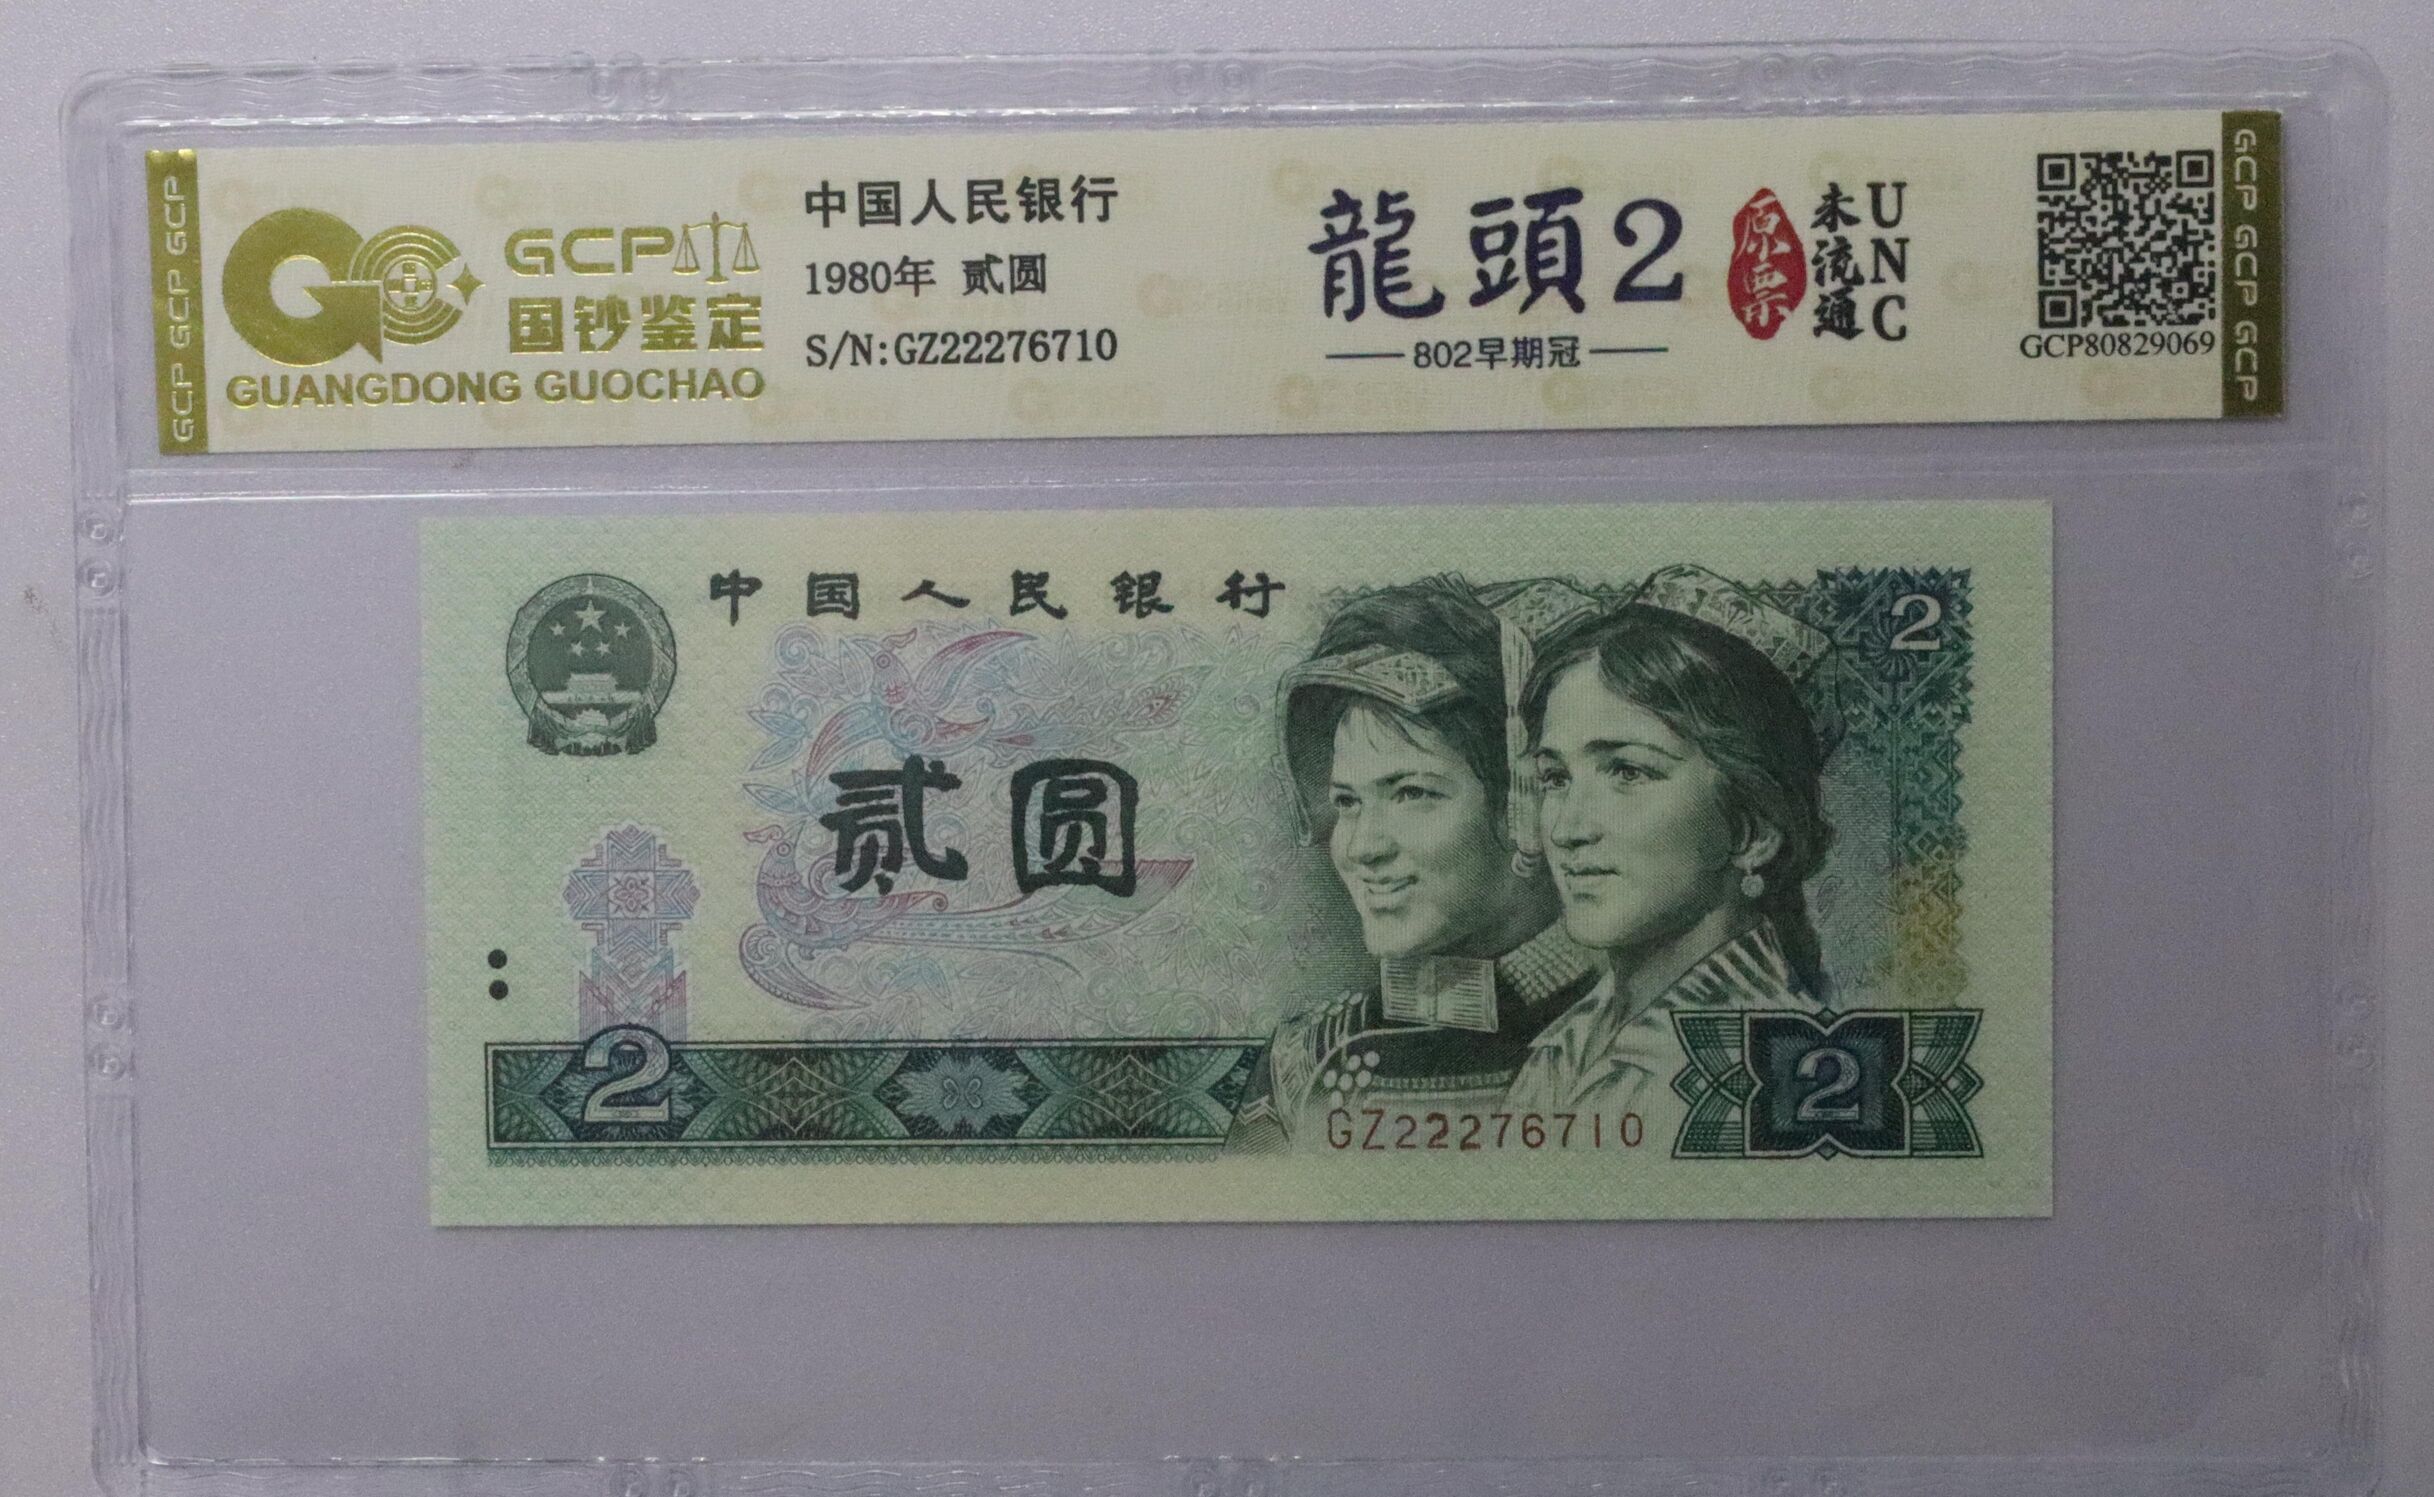 GCP GCP GCP
GCP
国钞鉴定
GUANGDONG GUOCHAO
中国人民银行
1980年 贰圆
S/N:GZ22276710
龍頭2
802早期冠
原票
未流通
UNC
GCP80829069
GCP GCP GCP GCP
中国人民银行
2
贰圆
2
GZ22276710
2